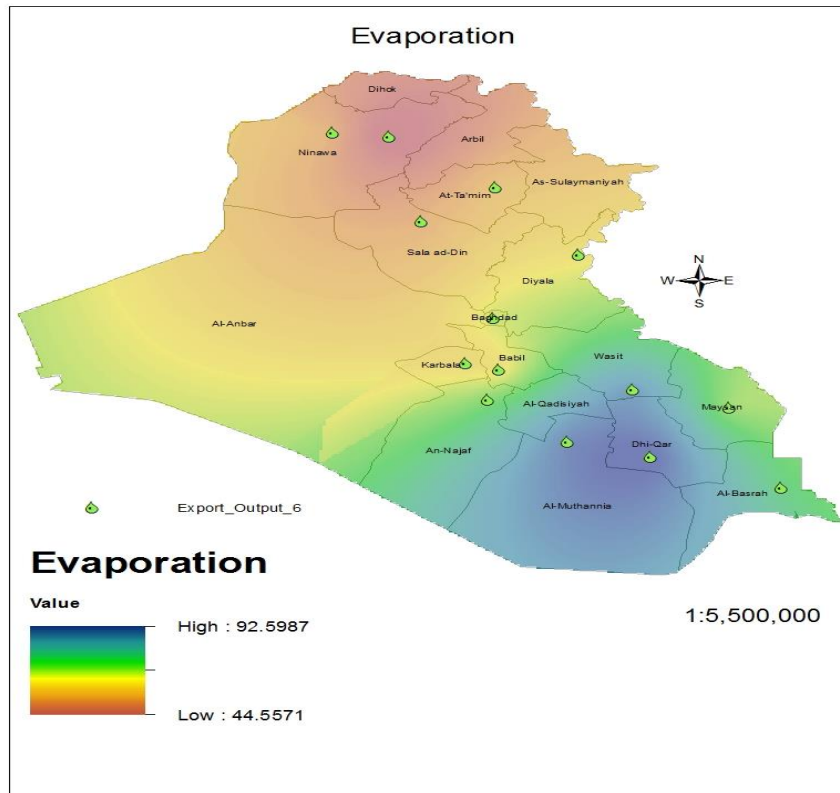 Evaporation
Dihok
Ninawa
Arbil
As-Sulaymaniyah
At-Ta'mim
Sala ad-Din
Diyala
N
W E
S
Al-Anbar
Baghdad
Karbala
Babil
Wasit
Al-Qadisiyah
Maysan
An-Najaf
Dhi-Qar
Al-Basrah
Al-Muthannia
Export_Output_6
Evaporation
Value
High : 92.5987
Low : 44.5571
1:5,500,000